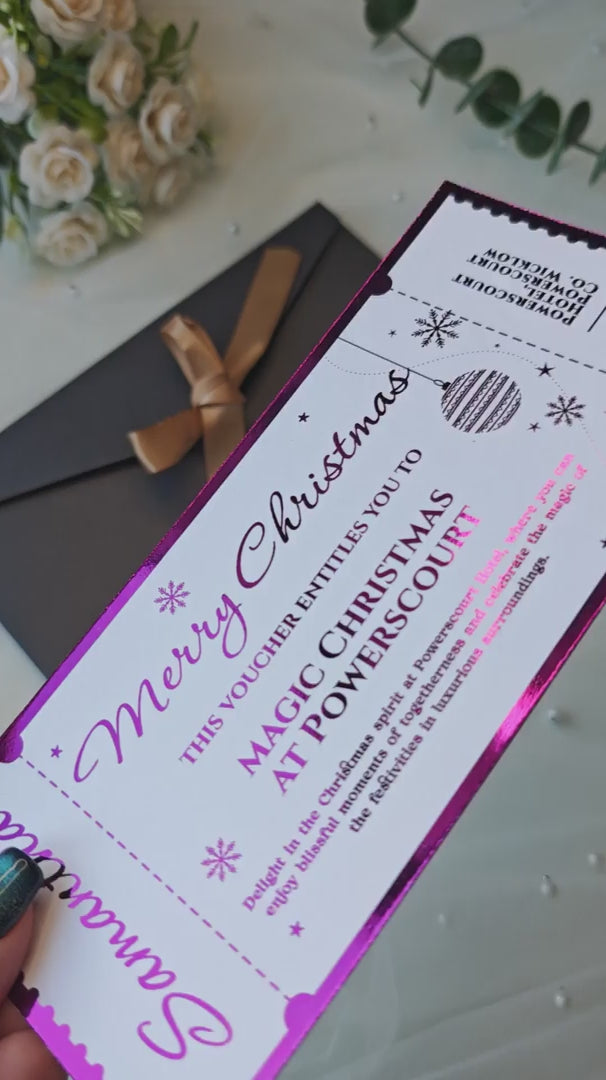 Samantha
Merry Christmas
THIS VOUCHER ENTITLES YOU TO
MAGIC CHRISTMAS
AT POWERSCOURT
Delight in the Christmas spirit at Powerscourt Hotel, where you can
enjoy blissful moments of togetherness and celebrate the magic of
the festivities in luxurious surroundings.
POWERSCOURT
HOTEL,
POWERSCOURT
CO. WICKLOW